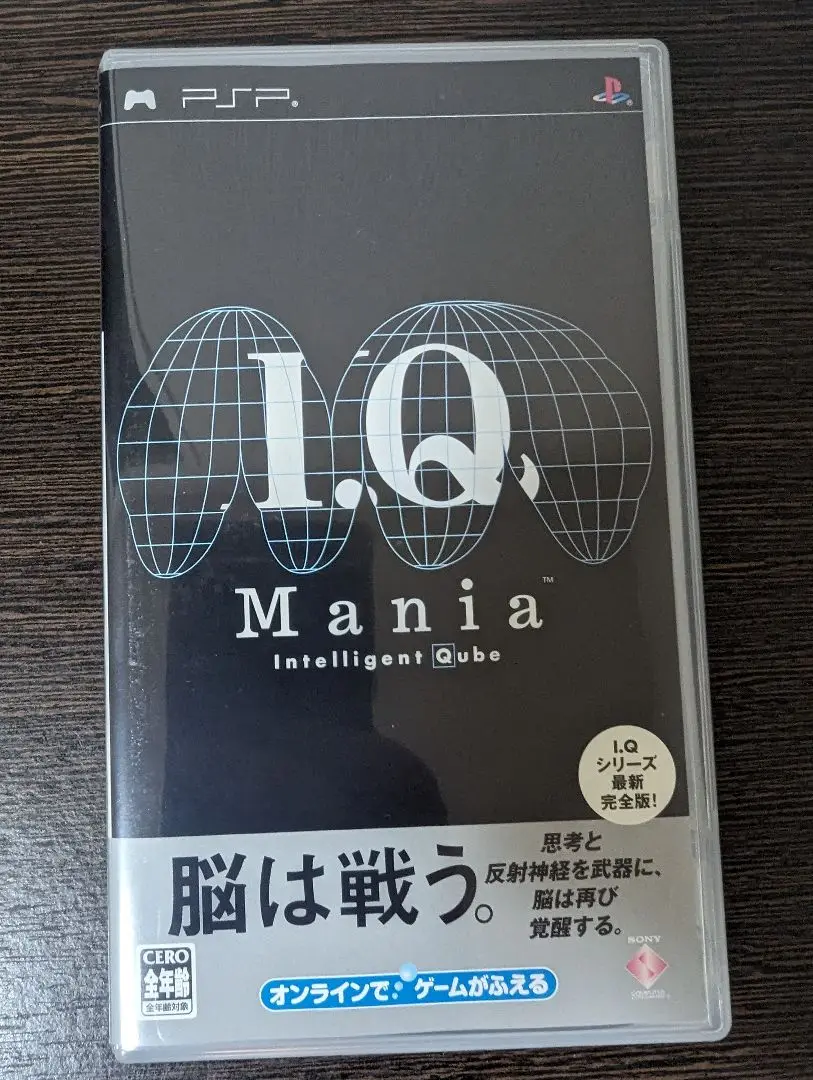 PSP®
I.Q
Mania™
Intelligent Qube
I.Q
シリーズ
最新
完全版!
脳は戦う。
思考と
反射神経を武器に、
脳は再び
覚醒する。
CERO
全年齢
全年齢対象
オンラインで:ゲームがふえる
SONY
COMPUTER
ENTERTAINMENT